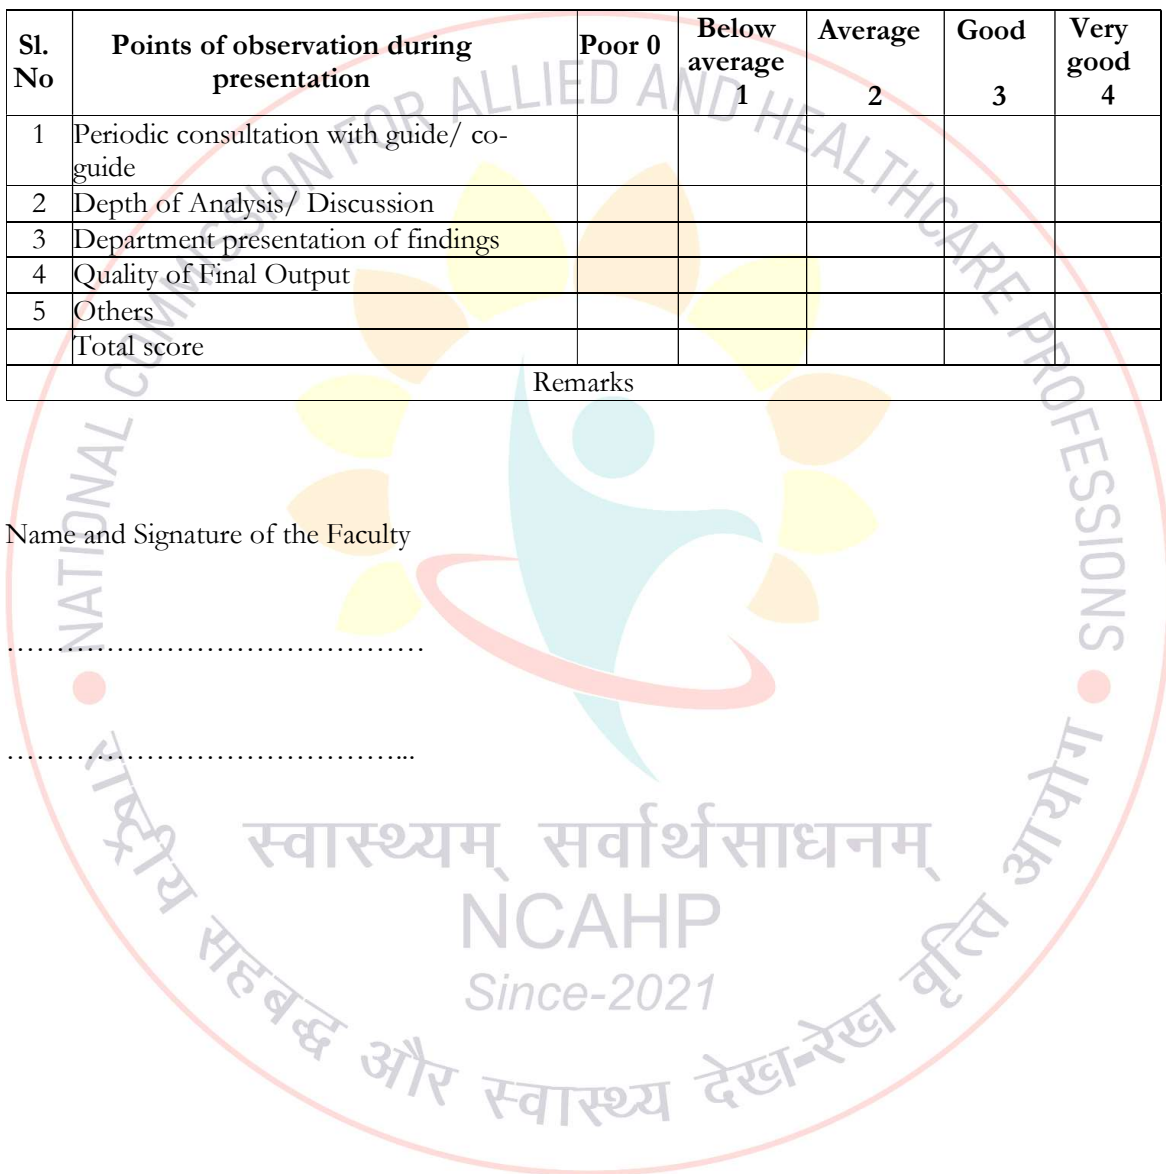 Sl. No Points of observation during presentation Poor 0 Below average 1 Average 2 Good 3 Very good 4
1 Periodic consultation with guide/ co-
guide
2 Depth of Analysis/ Discussion
3 Department presentation of findings
4 Quality of Final Output
5 Others
Total score
Remarks
Name and Signature of the Faculty
……………………………………
…………………………………...
NATIONAL COMMISSION FOR ALLIED AND HEALTHCARE PROFESSIONS
स्वास्थ्यम् सर्वार्थसाधनम्
NCAHP
Since-2021
राष्ट्रीय सहबद्ध और स्वास्थ्य देख-रेख वृत्ति आयोग